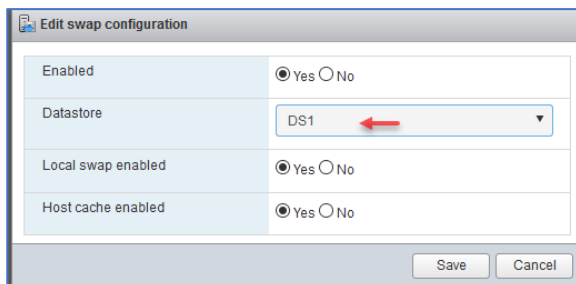 Edit swap configuration
Enabled Yes No
Datastore DS1
Local swap enabled Yes No
Host cache enabled Yes No
Save Cancel